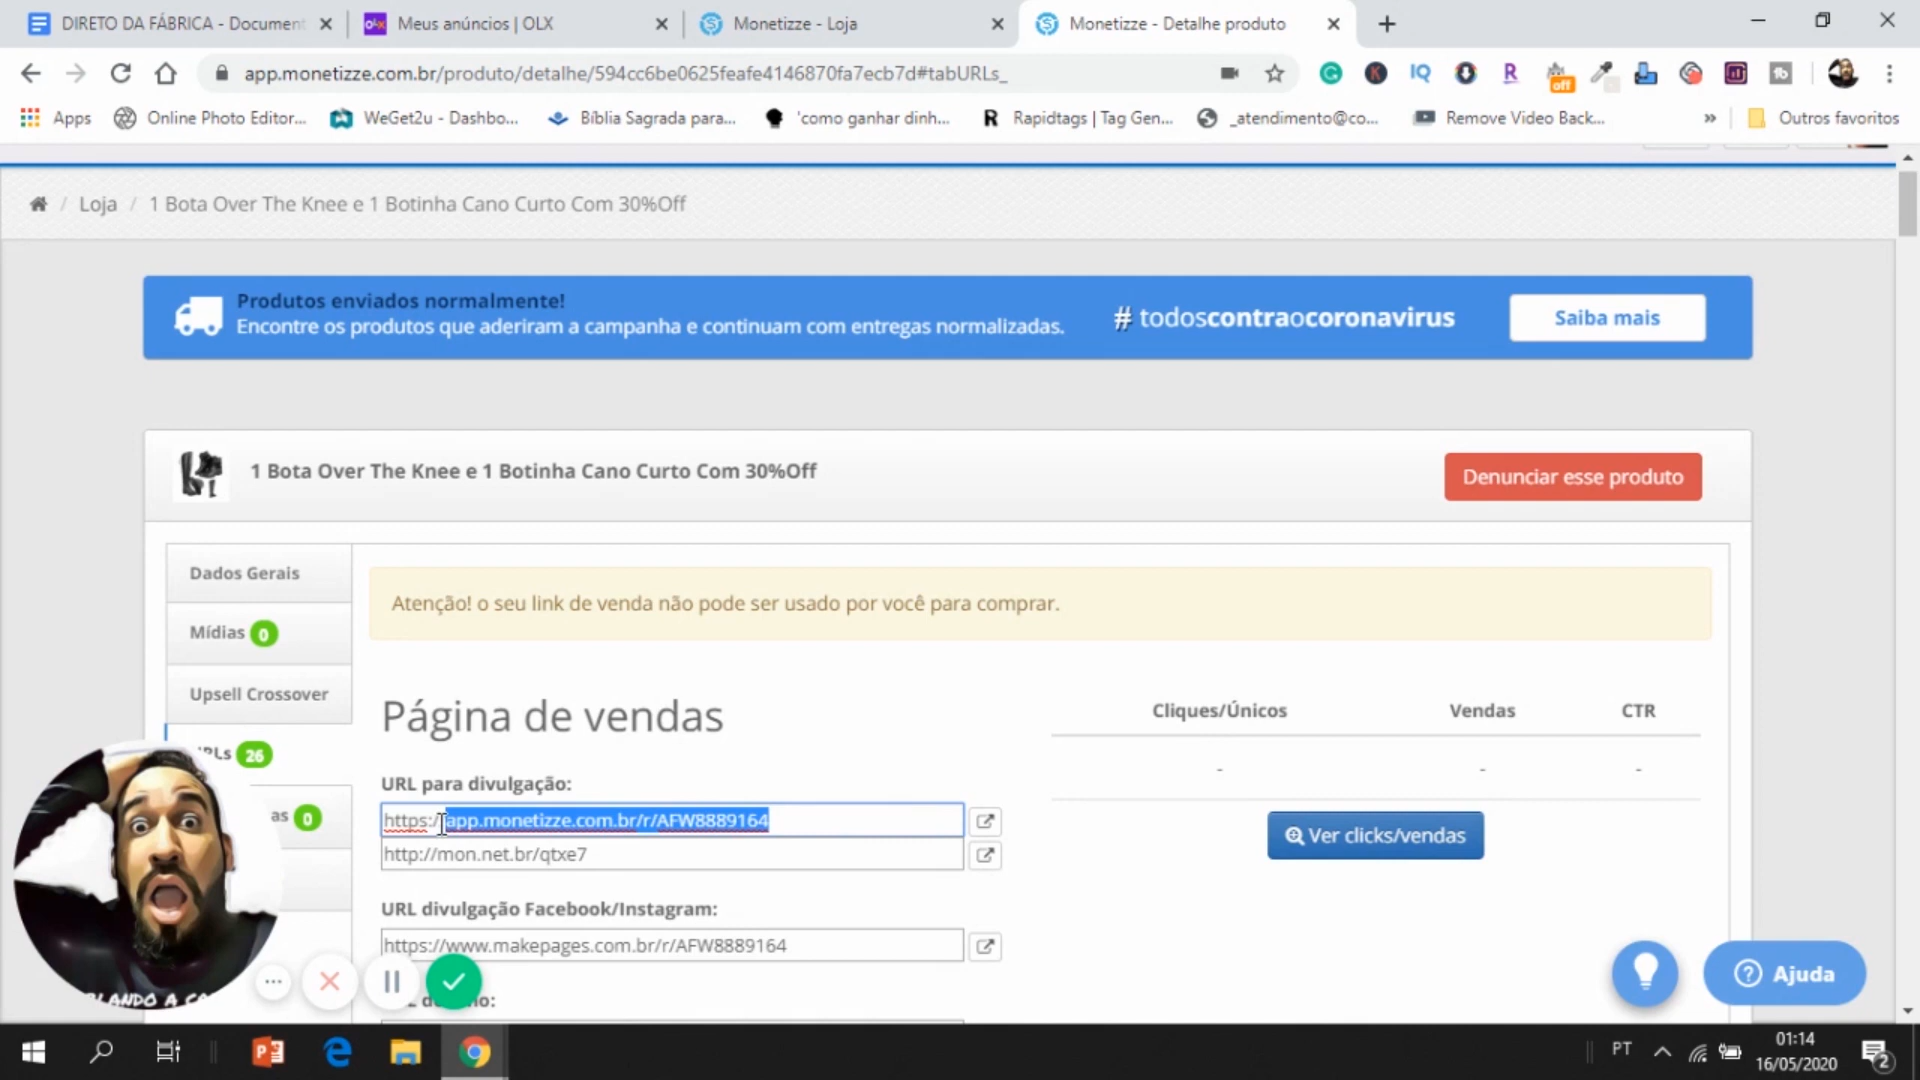 DIRETO DA FÁBRICA - Document
Meus anúncios | OLX
Monetizze - Loja
Monetizze - Detalhe produto
app.monetizze.com.br/produto/detalhe/594cc6be0625feafe4146870fa7ecb7d#tabURLs_
Apps
Online Photo Editor...
WeGet2u - Dashbo...
Bíblia Sagrada para...
'como ganhar dinh...
Rapidtags | Tag Gen...
_atendimento@co...
Remove Video Back...
Outros favoritos
/ Loja / 1 Bota Over The Knee e 1 Botinha Cano Curto Com 30%Off
Produtos enviados normalmente!
Encontre os produtos que aderiram a campanha e continuam com entregas normalizadas.
# todoscontraocoronavirus
Saiba mais
1 Bota Over The Knee e 1 Botinha Cano Curto Com 30%Off
Denunciar esse produto
Dados Gerais
Mídias 0
Upsell Crossover
RLs 26
as 0
Atenção! o seu link de venda não pode ser usado por você para comprar.
Página de vendas
Cliques/Únicos Vendas CTR
- - -
Ver clicks/vendas
URL para divulgação:
https://app.monetizze.com.br/r/AFW8889164
http://mon.net.br/qtxe7
URL divulgação Facebook/Instagram:
https://www.makepages.com.br/r/AFW8889164
Ajuda
PT
01:14
16/05/2020
2